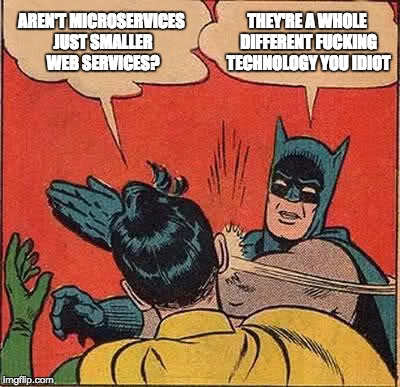 AREN'T MICROSERVICES
JUST SMALLER
WEB SERVICES?
THEY'RE A WHOLE
DIFFERENT FUCKING
TECHNOLOGY YOU IDIOT
imgflip.com